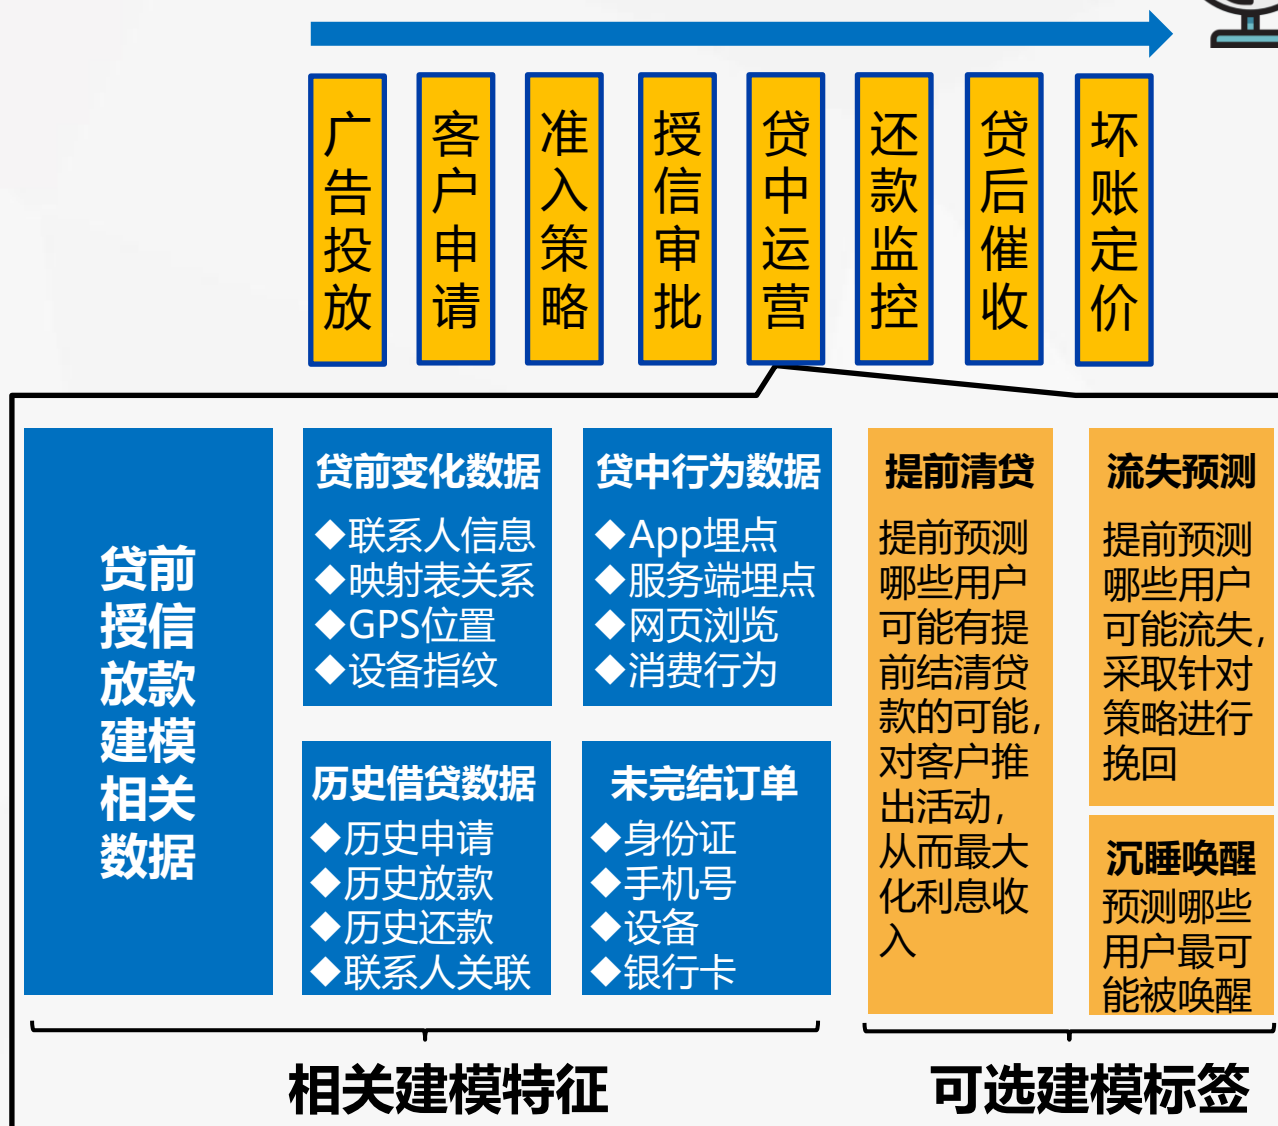 广告投放
客户申请
准入策略
授信审批
贷中运营
还款监控
贷后催收
坏账定价
贷前
授信
放款
建模
相关
数据
贷前变化数据
◆联系人信息
◆映射表关系
◆GPS位置
◆设备指纹
贷中行为数据
◆App埋点
◆服务端埋点
◆网页浏览
◆消费行为
历史借贷数据
◆历史申请
◆历史放款
◆历史还款
◆联系人关联
未完结订单
◆身份证
◆手机号
◆设备
◆银行卡
提前清贷
提前预测
哪些用户
可能有提
前结清贷
款的可能，
对客户推
出活动，
从而最大
化利息收
入
流失预测
提前预测
哪些用户
可能流失，
采取针对
策略进行
挽回
沉睡唤醒
预测哪些
用户最可
能被唤醒
相关建模特征
可选建模标签